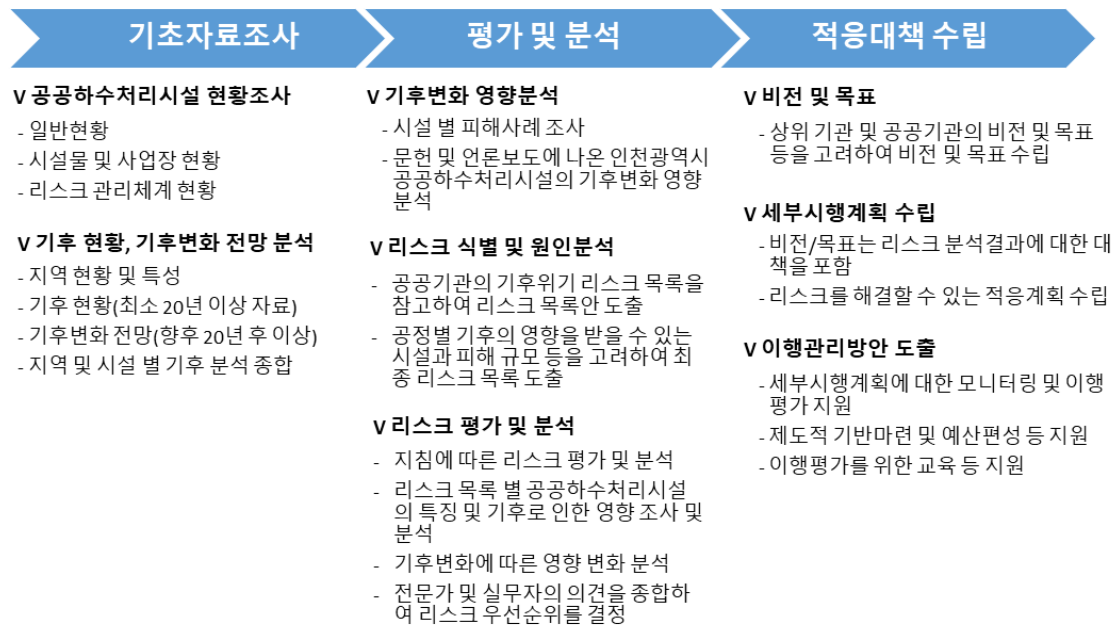 기초자료조사
평가 및 분석
적응대책 수립
V 공공하수처리시설 현황조사
- 일반현황
- 시설물 및 사업장 현황
- 리스크 관리체계 현황
V 기후 현황, 기후변화 전망 분석
- 지역 현황 및 특성
- 기후 현황(최소 20년 이상 자료)
- 기후변화 전망(향후 20년 후 이상)
- 지역 및 시설 별 기후 분석 종합
V 기후변화 영향분석
- 시설 별 피해사례 조사
- 문헌 및 언론보도에 나온 인천광역시
공공하수처리시설의 기후변화 영향
분석
V 리스크 식별 및 원인분석
- 공공기관의 기후위기 리스크 목록을
참고하여 리스크 목록안 도출
- 공정별 기후의 영향을 받을 수 있는
시설과 피해 규모 등을 고려하여 최
종 리스크 목록 도출
V 리스크 평가 및 분석
- 지침에 따른 리스크 평가 및 분석
- 리스크 목록 별 공공하수처리시설
의 특징 및 기후로 인한 영향 조사 및
분석
- 기후변화에 따른 영향 변화 분석
- 전문가 및 실무자의 의견을 종합하
여 리스크 우선순위를 결정
V 비전 및 목표
- 상위 기관 및 공공기관의 비전 및 목표
등을 고려하여 비전 및 목표 수립
V 세부시행계획 수립
- 비전/목표는 리스크 분석결과에 대한 대
책을 포함
- 리스크를 해결할 수 있는 적응계획 수립
V 이행관리방안 도출
- 세부시행계획에 대한 모니터링 및 이행
평가 지원
- 제도적 기반마련 및 예산편성 등 지원
- 이행평가를 위한 교육 등 지원